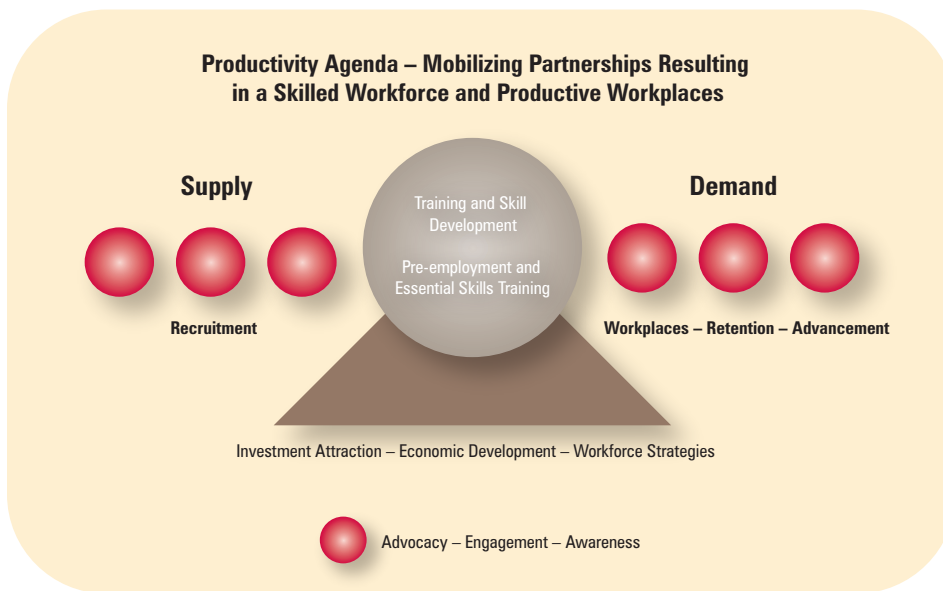 Productivity Agenda – Mobilizing Partnerships Resulting
in a Skilled Workforce and Productive Workplaces
Supply
Training and Skill
Development
Pre-employment and
Essential Skills Training
Demand
Recruitment
Workplaces – Retention – Advancement
Investment Attraction – Economic Development – Workforce Strategies
Advocacy – Engagement – Awareness